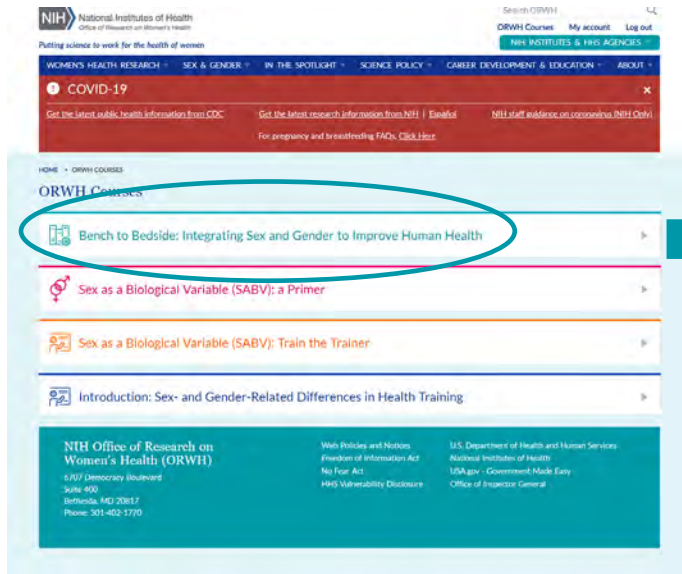 NIH National Institutes of Health
Office of Research on Women's Health
Search ORWH
ORWH Courses My account Log out
Putting science to work for the health of women
NIH INSTITUTES & HHS AGENCIES
WOMEN'S HEALTH RESEARCH SEX & GENDER IN THE SPOTLIGHT SCIENCE POLICY CAREER DEVELOPMENT & EDUCATION ABOUT
COVID-19 ×
Get the latest public health information from CDC Get the latest research information from NIH | Español NIH staff guidance on coronavirus (NIH Only)
For pregnancy and breastfeeding FAQs, Click Here
HOME > ORWH COURSES
ORWH Courses
Bench to Bedside: Integrating Sex and Gender to Improve Human Health
Sex as a Biological Variable (SABV): a Primer
Sex as a Biological Variable (SABV): Train the Trainer
Introduction: Sex- and Gender-Related Differences in Health Training
NIH Office of Research on
Women's Health (ORWH)
6707 Democracy Boulevard
Suite 400
Bethesda, MD 20817
Phone: 301-402-1770
Web Policies and Notices
Freedom of Information Act
No Fear Act
HHS Vulnerability Disclosure
U.S. Department of Health and Human Services
National Institutes of Health
USA.gov - Government Made Easy
Office of Inspector General